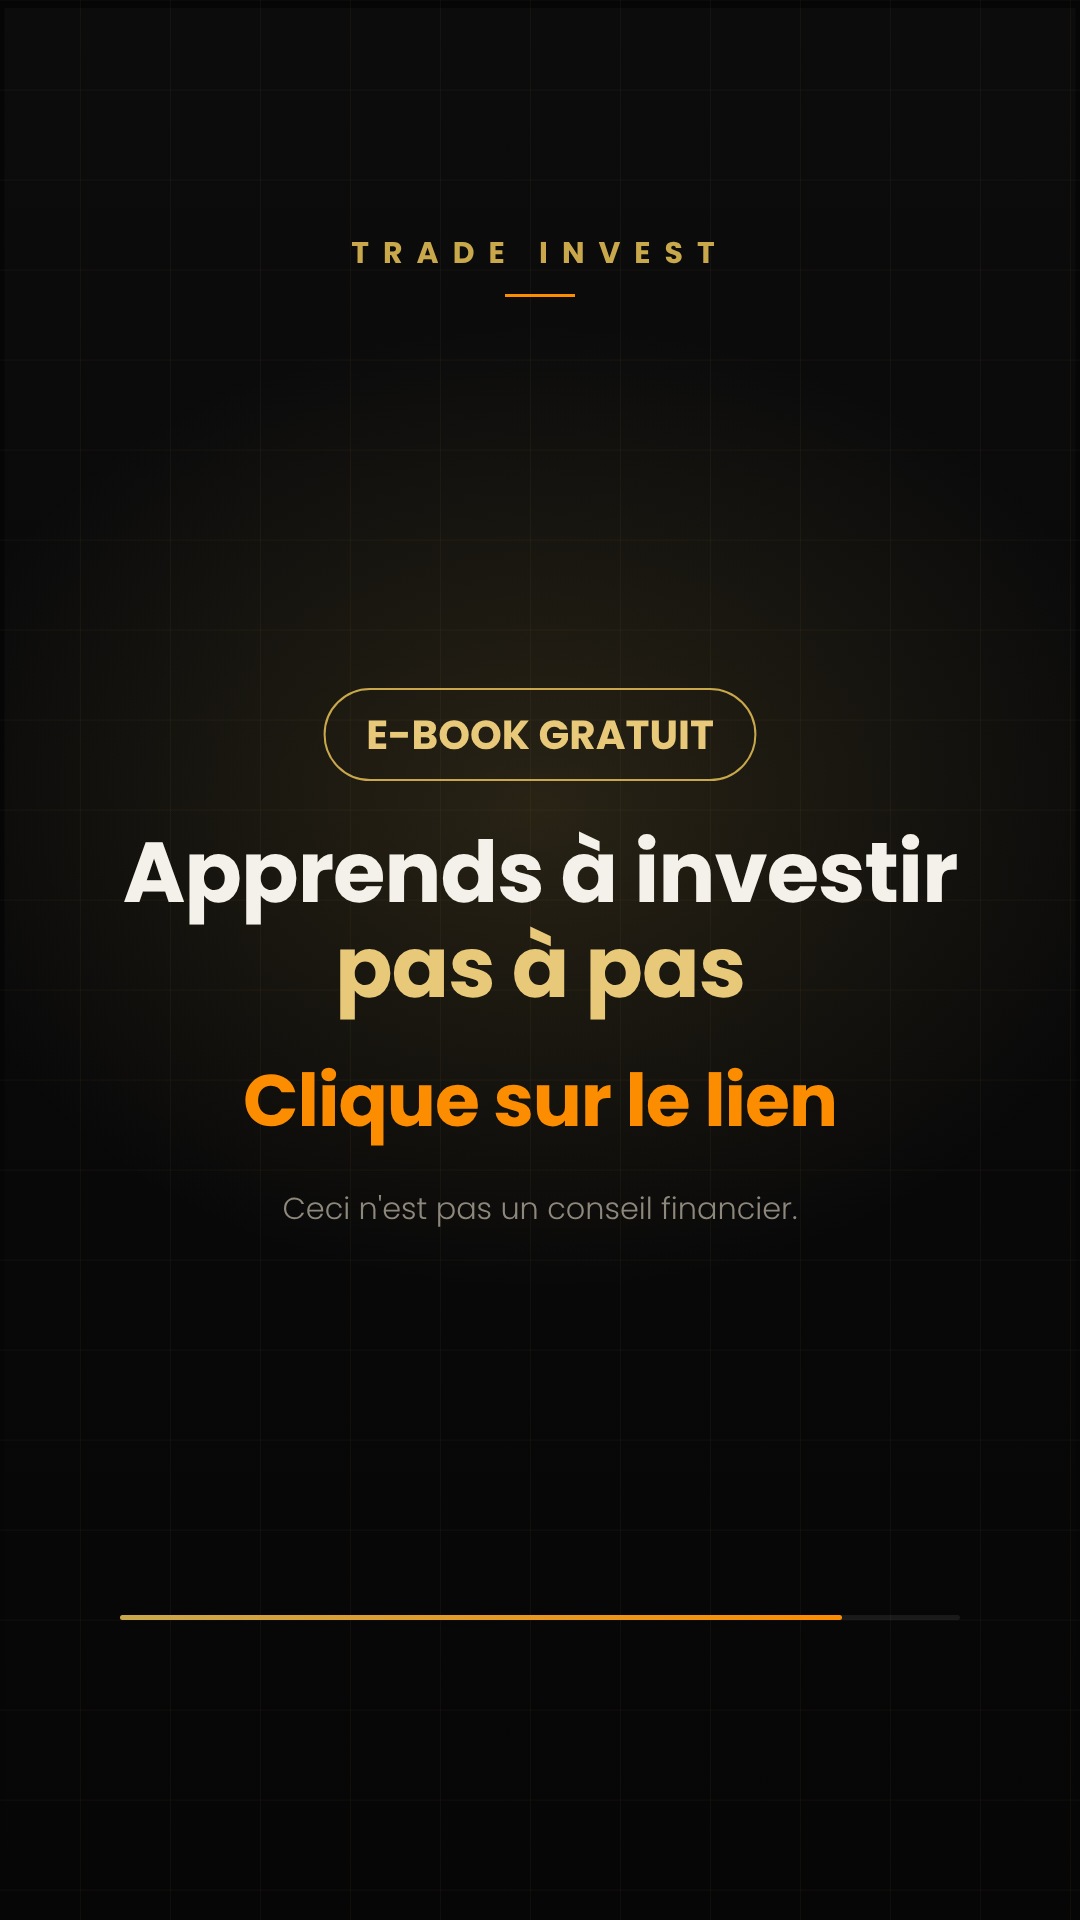 TRADE INVEST
E-BOOK GRATUIT
Apprends à investir
pas à pas
Clique sur le lien
Ceci n'est pas un conseil financier.